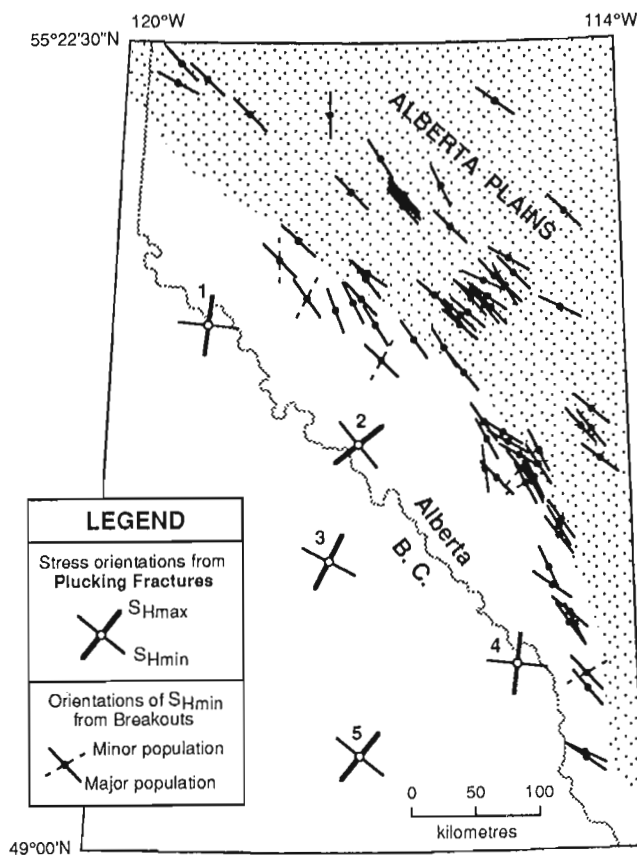 120°W
114°W
55°22'30"N
ALBERTA PLAINS
1
2
3
Alberta
B. C.
4
5
LEGEND
Stress orientations from
Plucking Fractures
SHmax
SHmin
Orientations of SHmin
from Breakouts
Minor population
Major population
0 50 100
kilometres
49°00'N